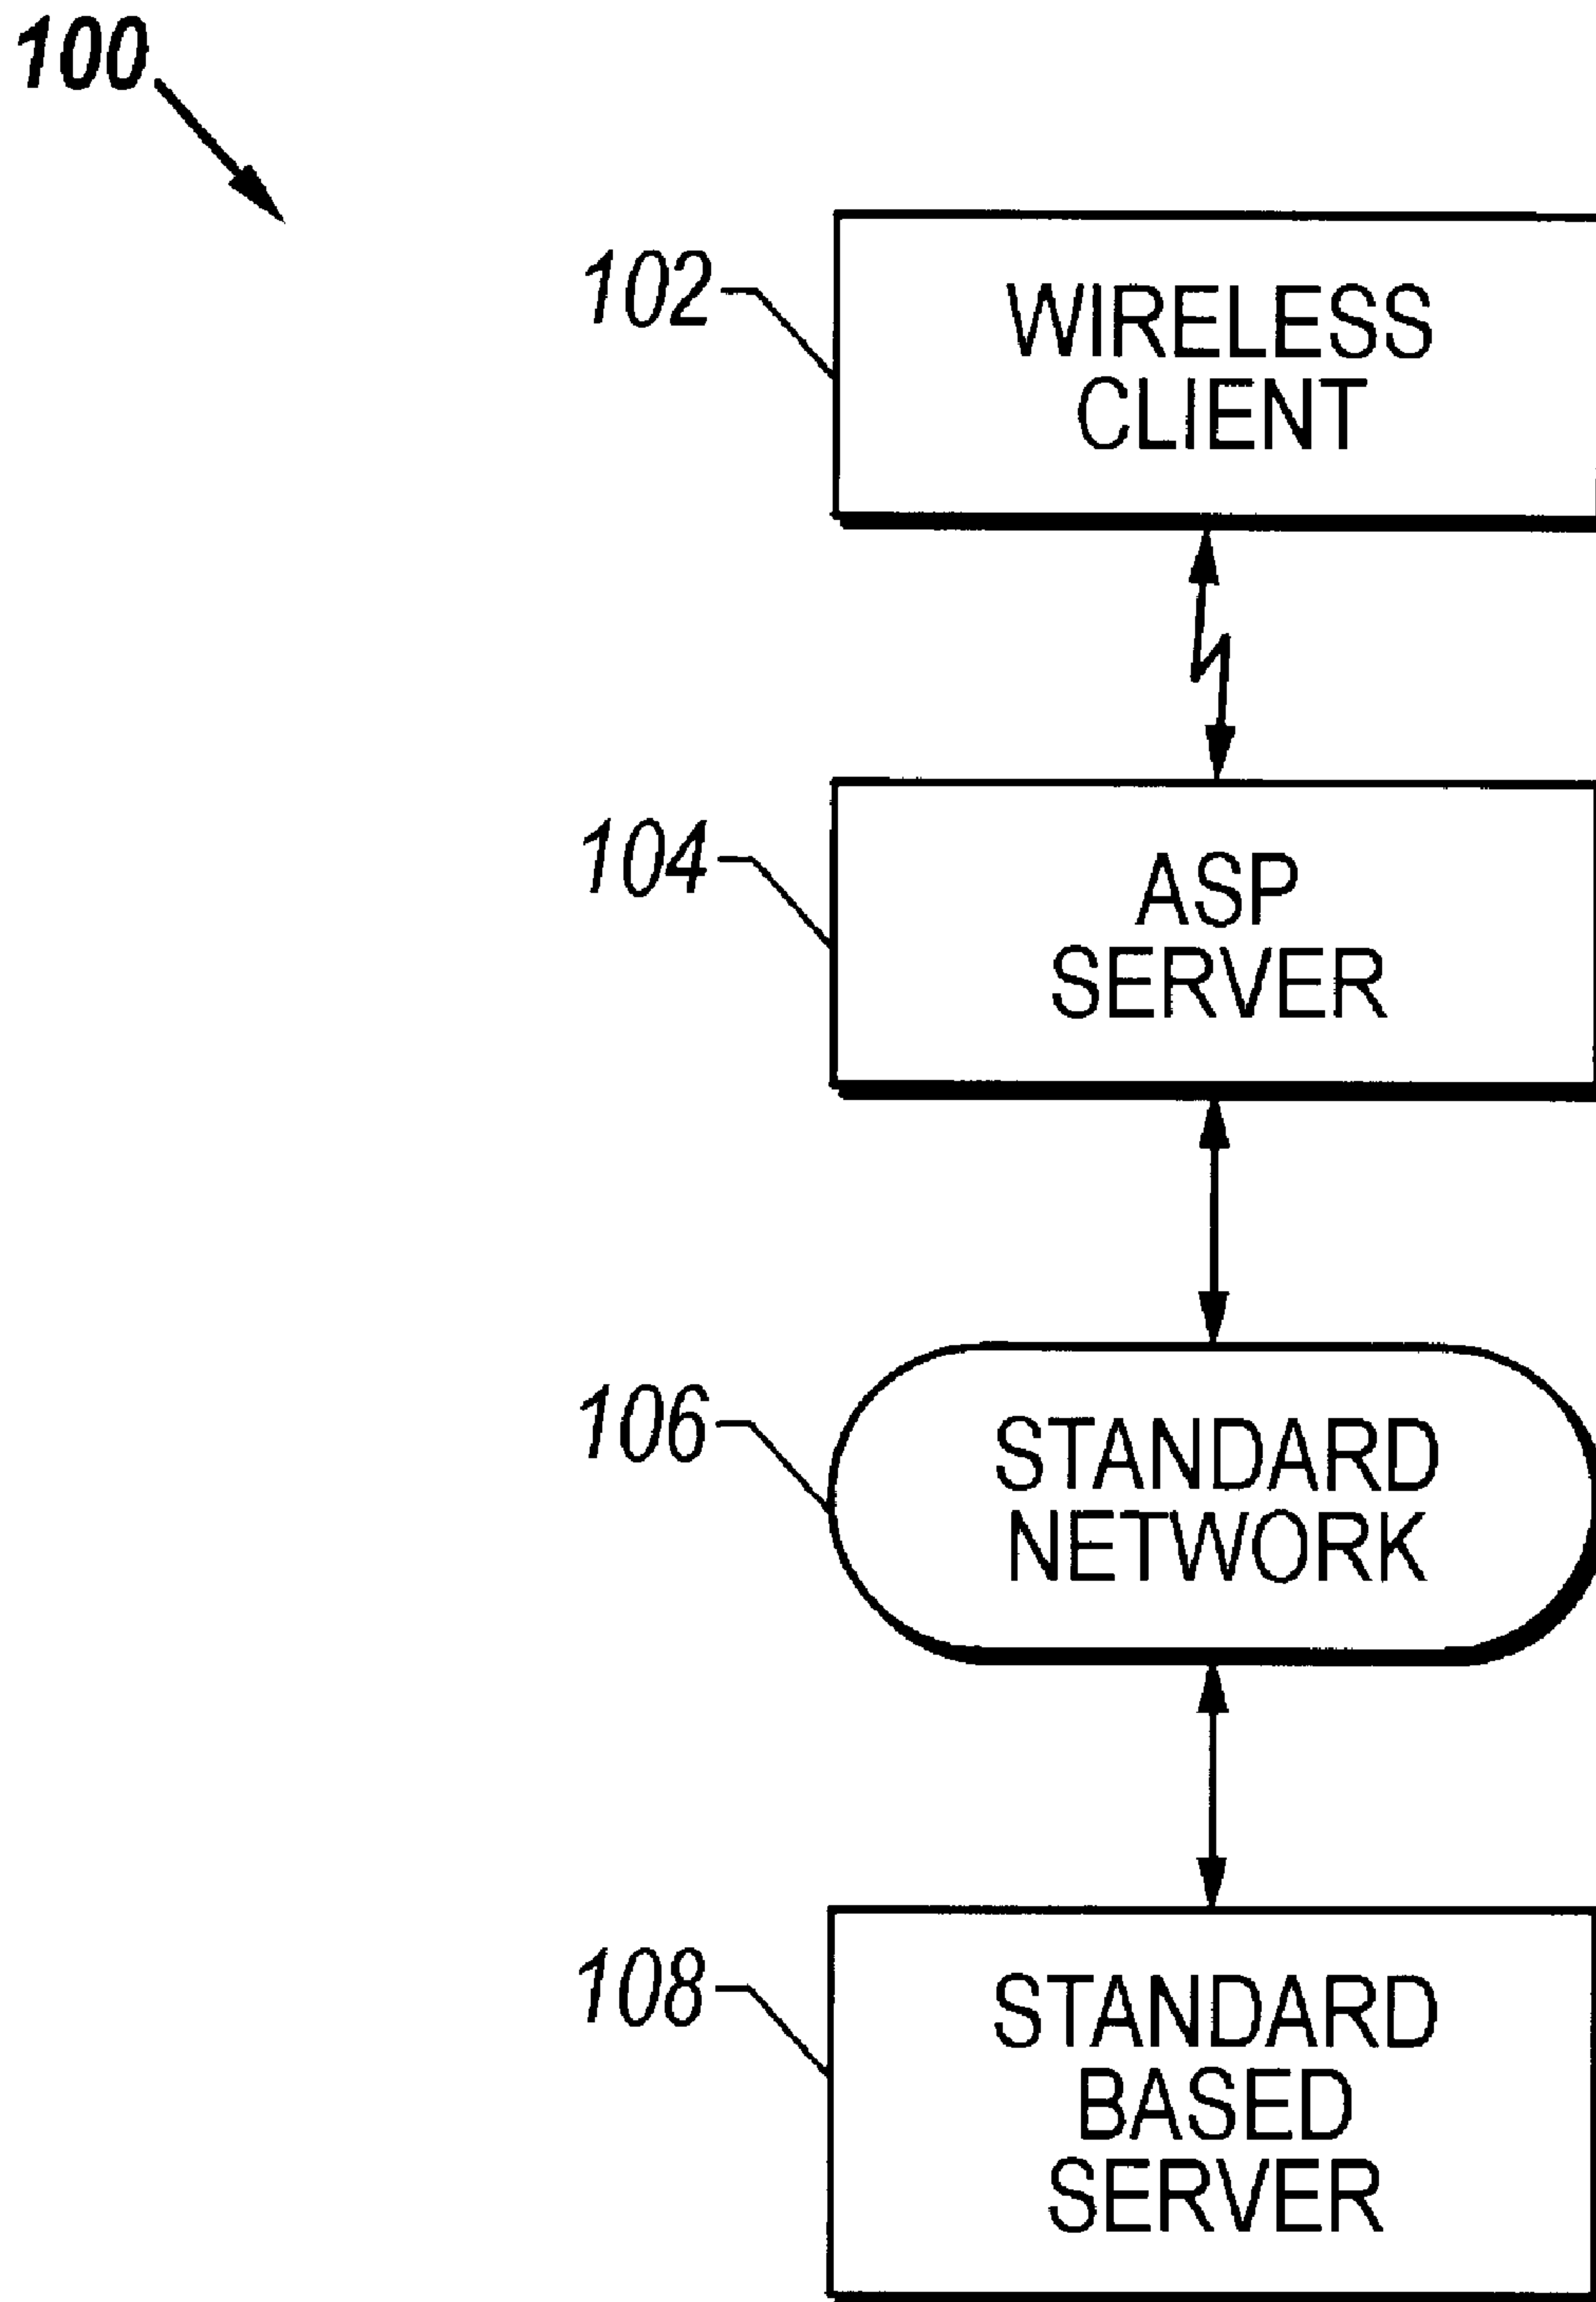 100
102
WIRELESS
CLIENT
104
ASP
SERVER
106
STANDARD
NETWORK
108
STANDARD
BASED
SERVER